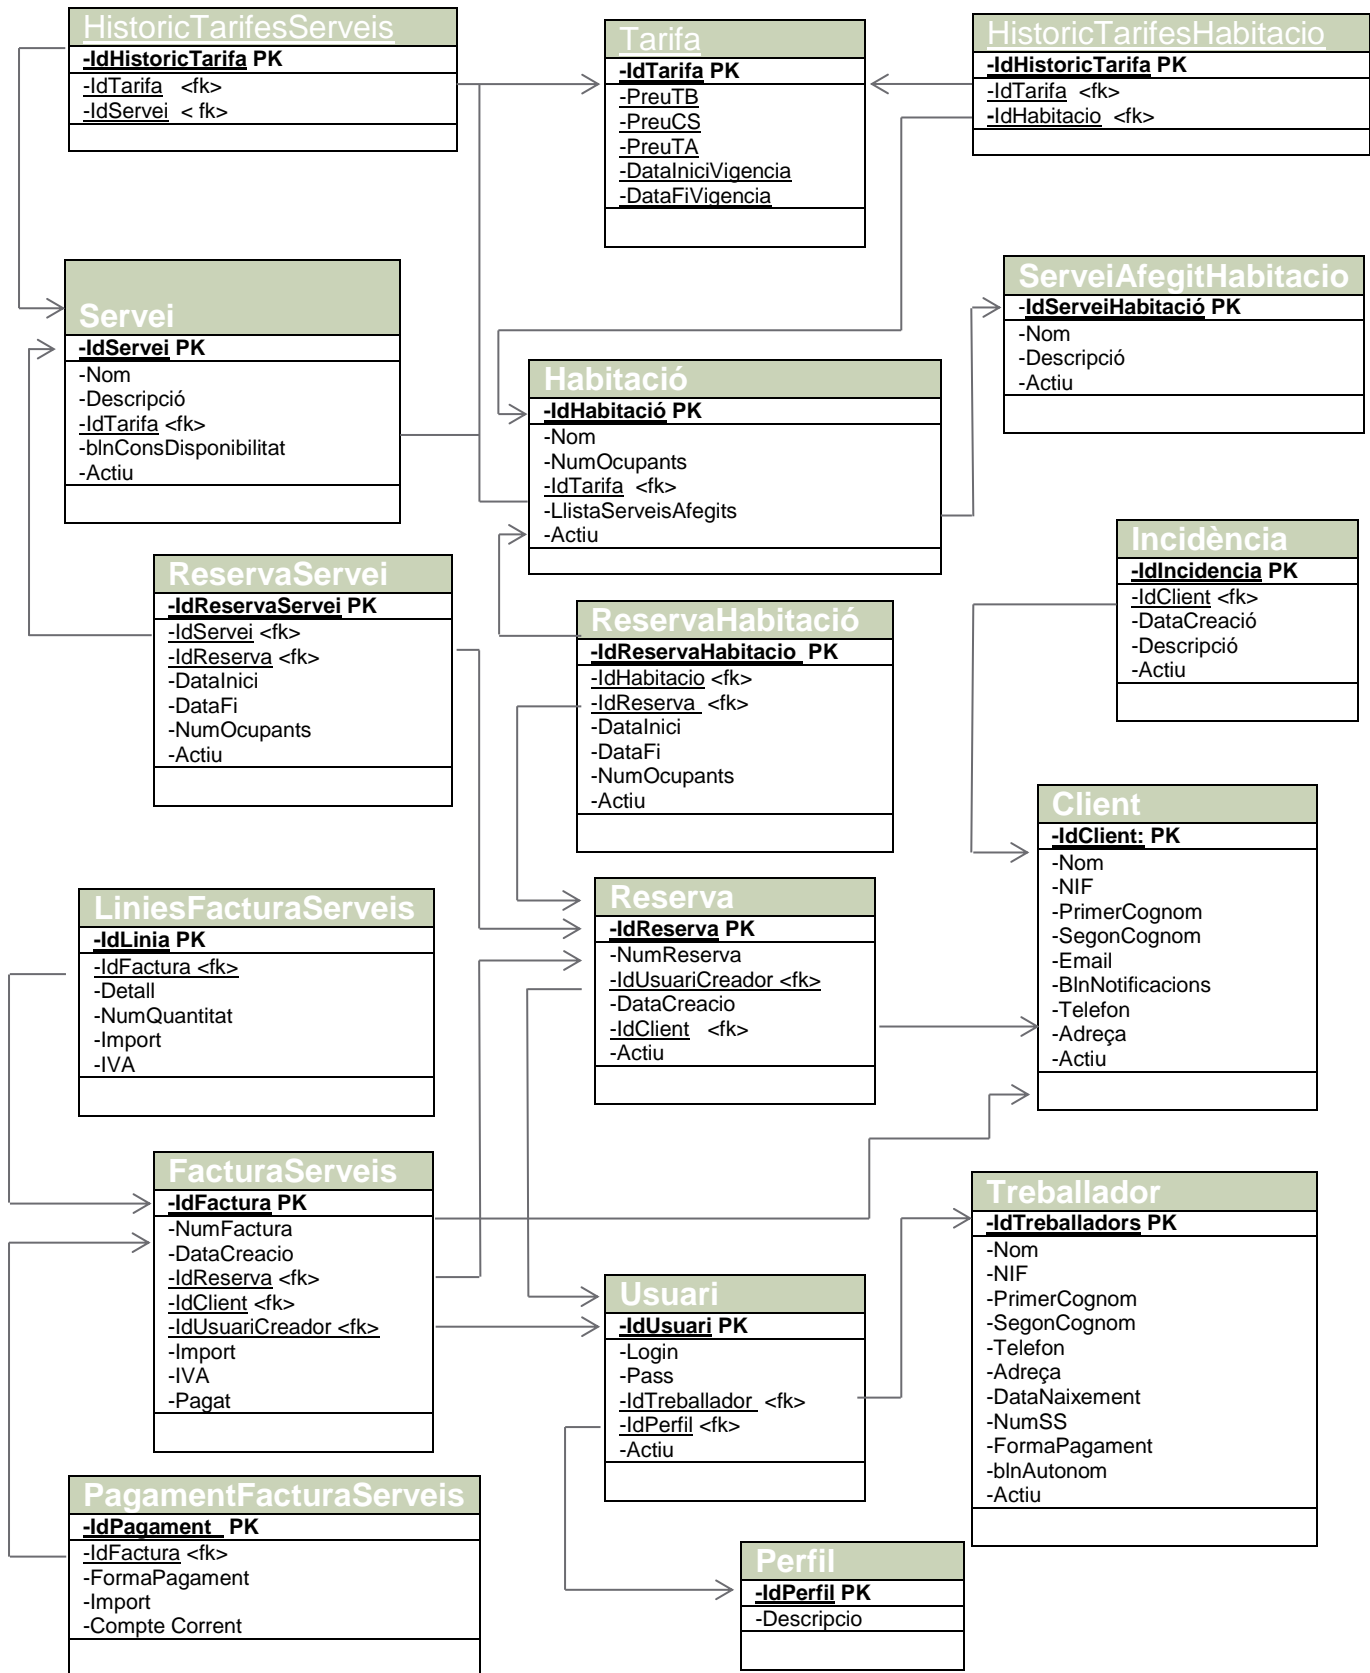 HistoricTarifesServeis
-IdHistoricTarifa PK
-IdTarifa <fk>
-IdServei < fk>
Tarifa
-IdTarifa PK
-PreuTB
-PreuCS
-PreuTA
-DataIniciVigencia
-DataFiVigencia
HistoricTarifesHabitacio
-IdHistoricTarifa PK
-IdTarifa <fk>
-IdHabitacio <fk>
Servei
-IdServei PK
-Nom
-Descripció
-IdTarifa <fk>
-blnConsDisponibilitat
-Actiu
Habitació
-IdHabitació PK
-Nom
-NumOcupants
-IdTarifa <fk>
-LlistaServeisAfegits
-Actiu
ServeiAfegitHabitacio
-IdServeiHabitació PK
-Nom
-Descripció
-Actiu
ReservaServei
-IdReservaServei PK
-IdServei <fk>
-IdReserva <fk>
-DataInici
-DataFi
-NumOcupants
-Actiu
ReservaHabitació
-IdReservaHabitacio PK
-IdHabitacio <fk>
-IdReserva <fk>
-DataInici
-DataFi
-NumOcupants
-Actiu
Incidència
-IdIncidencia PK
-IdClient <fk>
-DataCreació
-Descripció
-Actiu
Client
-IdClient: PK
-Nom
-NIF
-PrimerCognom
-SegonCognom
-Email
-BlnNotificacions
-Telefon
-Adreça
-Actiu
LiniesFacturaServeis
-IdLinia PK
-IdFactura <fk>
-Detall
-NumQuantitat
-Import
-IVA
Reserva
-IdReserva PK
-NumReserva
-IdUsuariCreador <fk>
-DataCreacio
-IdClient <fk>
-Actiu
FacturaServeis
-IdFactura PK
-NumFactura
-DataCreacio
-IdReserva <fk>
-IdClient <fk>
-IdUsuariCreador <fk>
-Import
-IVA
-Pagat
Usuari
-IdUsuari PK
-Login
-Pass
-IdTreballador <fk>
-IdPerfil <fk>
-Actiu
Treballador
-IdTreballadors PK
-Nom
-NIF
-PrimerCognom
-SegonCognom
-Telefon
-Adreça
-DataNaixement
-NumSS
-FormaPagament
-blnAutonom
-Actiu
PagamentFacturaServeis
-IdPagament PK
-IdFactura <fk>
-FormaPagament
-Import
-Compte Corrent
Perfil
-IdPerfil PK
-Descripcio